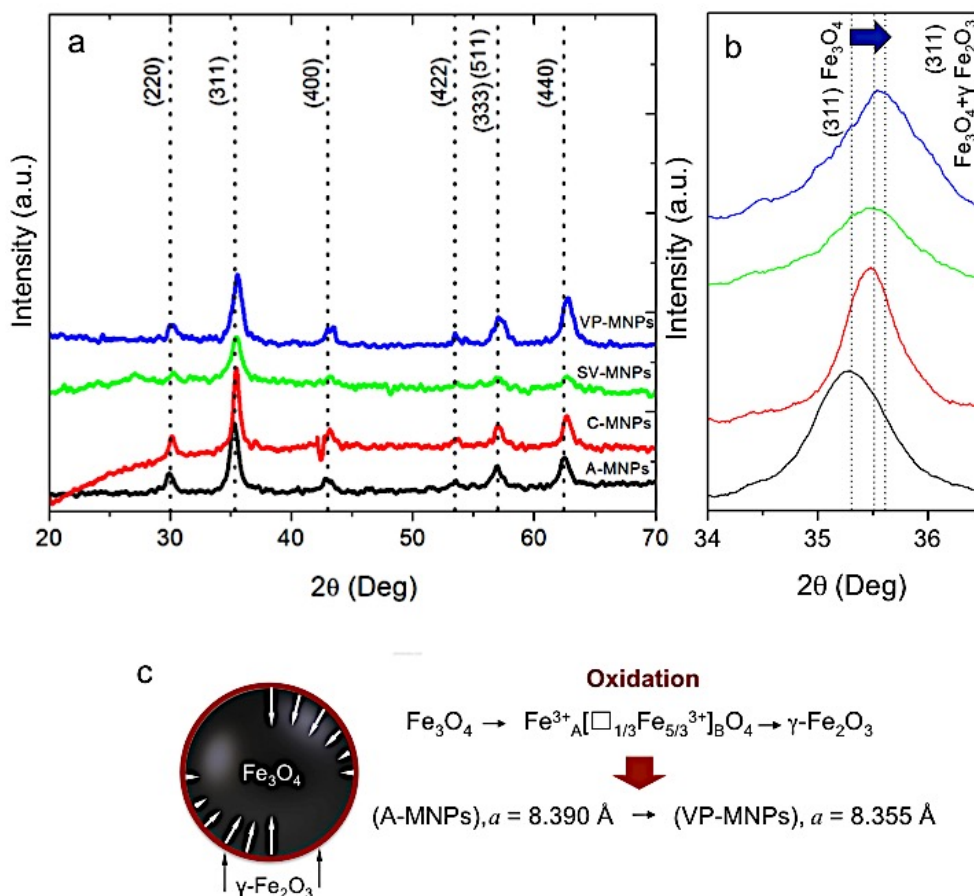 a
(220)
(311)
(400)
(422)
(333) (511)
(440)
Intensity (a.u.)
VP-MNPs
SV-MNPs
C-MNPs
A-MNPs
20 30 40 50 60 70
2θ (Deg)
b
(311) Fe₃O₄
(311)
Fe₃O₄+γ Fe₂O₃
Intensity (a.u.)
34 35 36
2θ (Deg)
c
Oxidation
Fe₃O₄ → Fe³⁺A[□₁/₃Fe₅/₃³⁺]BO₄→γ-Fe₂O₃
Fe₃O₄
(A-MNPs), a = 8.390 Å → (VP-MNPs), a = 8.355 Å
γ-Fe₂O₃